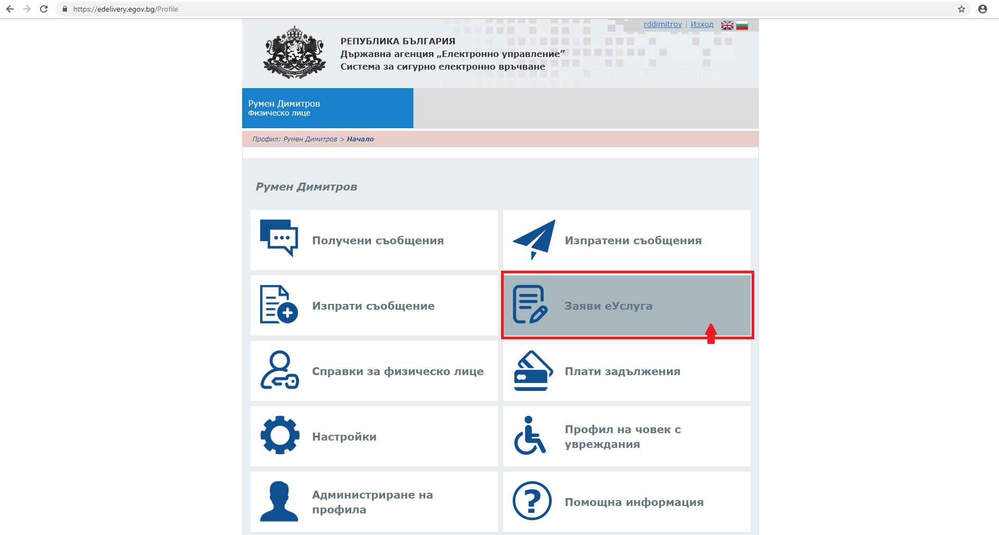 https://edelivery.egov.bg/Profile
rddimitrov | Изход
РЕПУБЛИКА БЪЛГАРИЯ
Държавна агенция „Електронно управление”
Система за сигурно електронно връчване
Румен Димитров
Физическо лице
Профил: Румен Димитров > Начало
Румен Димитров
Получени съобщения
Изпратени съобщения
Изпрати съобщение
Заяви еУслуга
Справки за физическо лице
Плати задължения
Настройки
Профил на човек с
увреждания
Администриране на
профила
Помощна информация